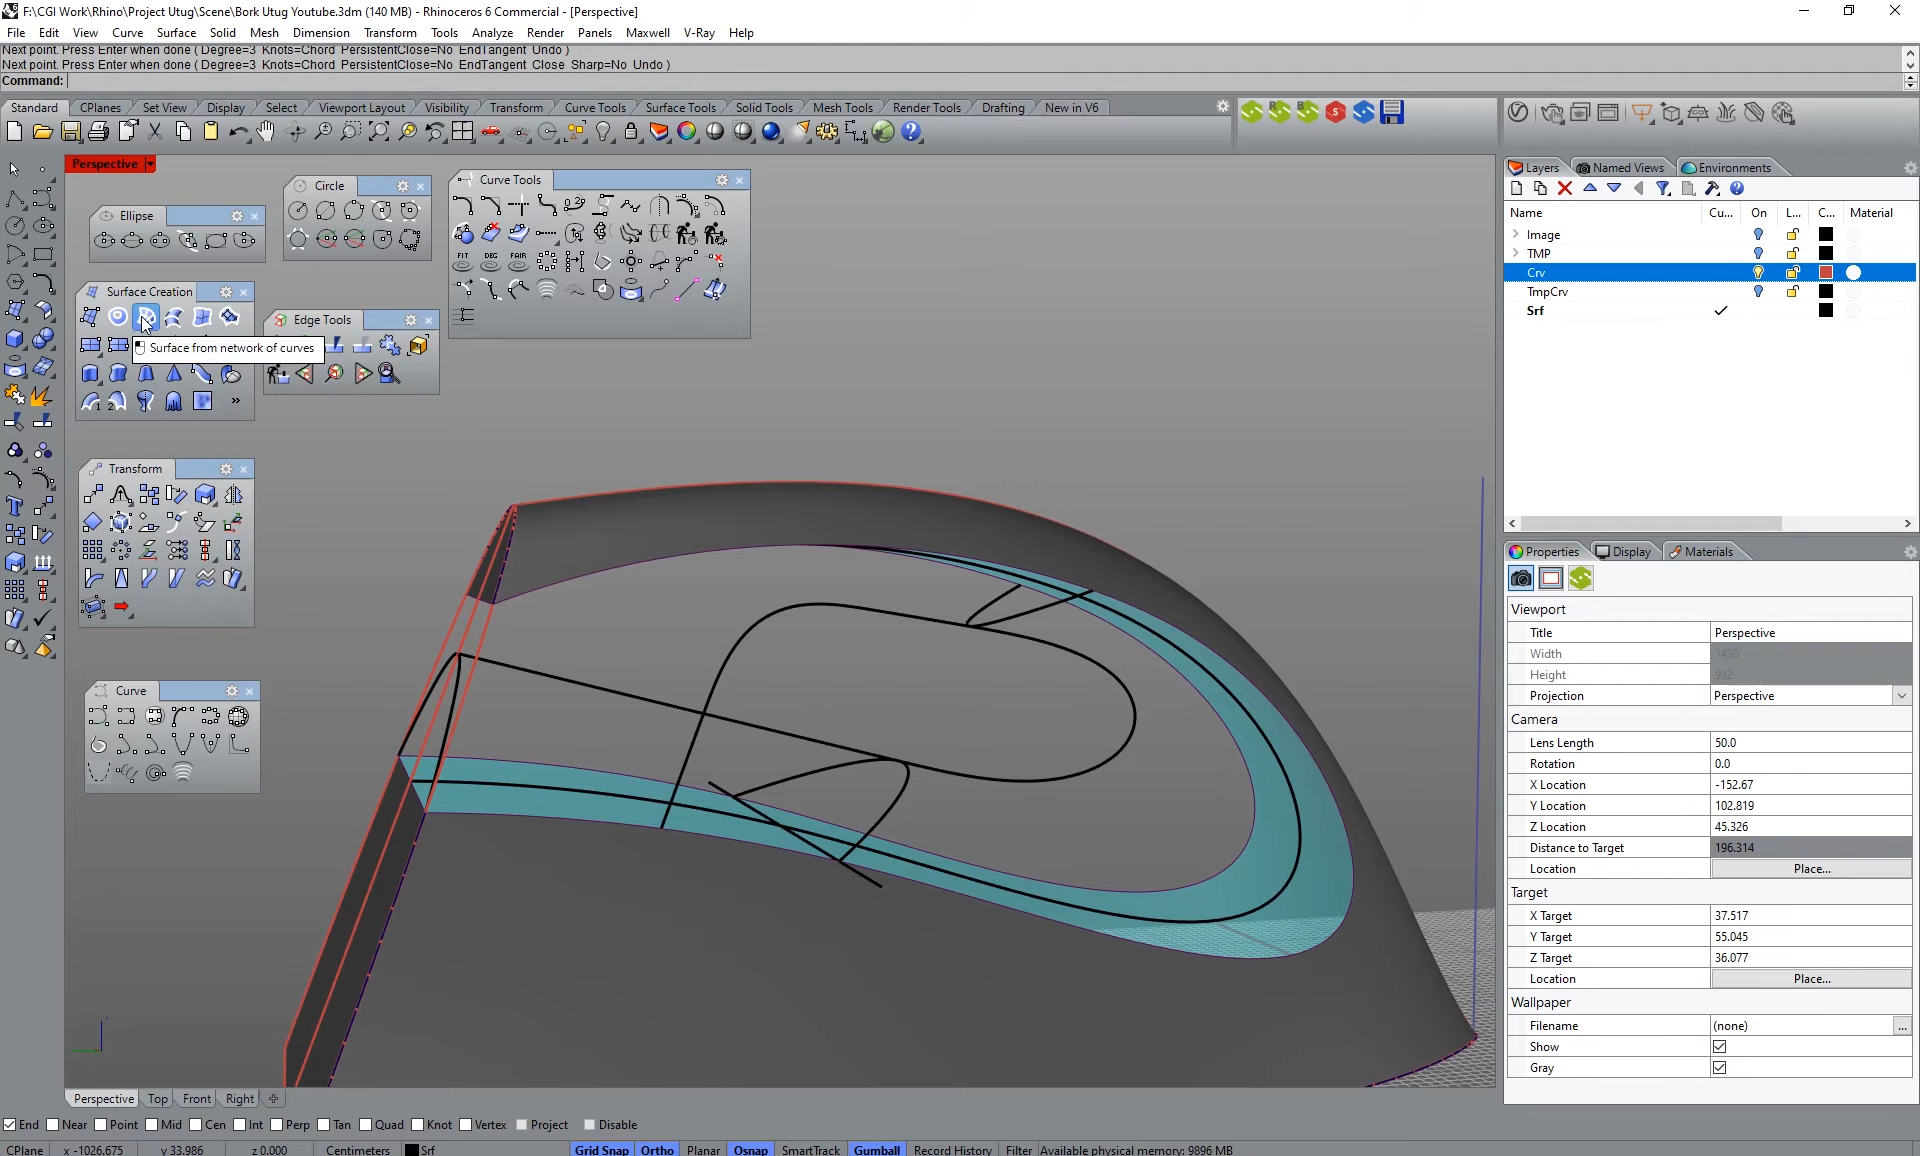 F:\CGI Work\Rhino\Project Utug\Scene\Bork Utug Youtube.3dm (140 MB) - Rhinoceros 6 Commercial - [Perspective]
File Edit View Curve Surface Solid Mesh Dimension Transform Tools Analyze Render Panels Maxwell V-Ray Help
Next point. Press Enter when done ( Degree=3 Knots=Chord PersistentClose=No EndTangent Undo )
Next point. Press Enter when done ( Degree=3 Knots=Chord PersistentClose=No EndTangent Close Sharp=No Undo )
Command:
Standard CPlanes Set View Display Select Viewport Layout Visibility Transform Curve Tools Surface Tools Solid Tools Mesh Tools Render Tools Drafting New in V6
Perspective
Ellipse
Circle
Curve Tools
FIT DEG FAIR
Surface Creation
Surface from network of curves
Edge Tools
Transform
Curve
Layers Named Views Environments
Name Cu... On L... C... Material
Image
TMP
Crv
TmpCrv
Srf
Properties Display Materials
Viewport
Title Perspective
Width 1430
Height 932
Projection Perspective
Camera
Lens Length 50.0
Rotation 0.0
X Location -152.67
Y Location 102.819
Z Location 45.326
Distance to Target 196.314
Location Place...
Target
X Target 37.517
Y Target 55.045
Z Target 36.077
Location Place...
Wallpaper
Filename (none) ...
Show
Gray
Perspective Top Front Right
End Near Point Mid Cen Int Perp Tan Quad Knot Vertex Project Disable
CPlane x -1026.675 y 33.986 z 0.000 Centimeters Srf Grid Snap Ortho Planar Osnap SmartTrack Gumball Record History Filter Available physical memory: 9896 MB